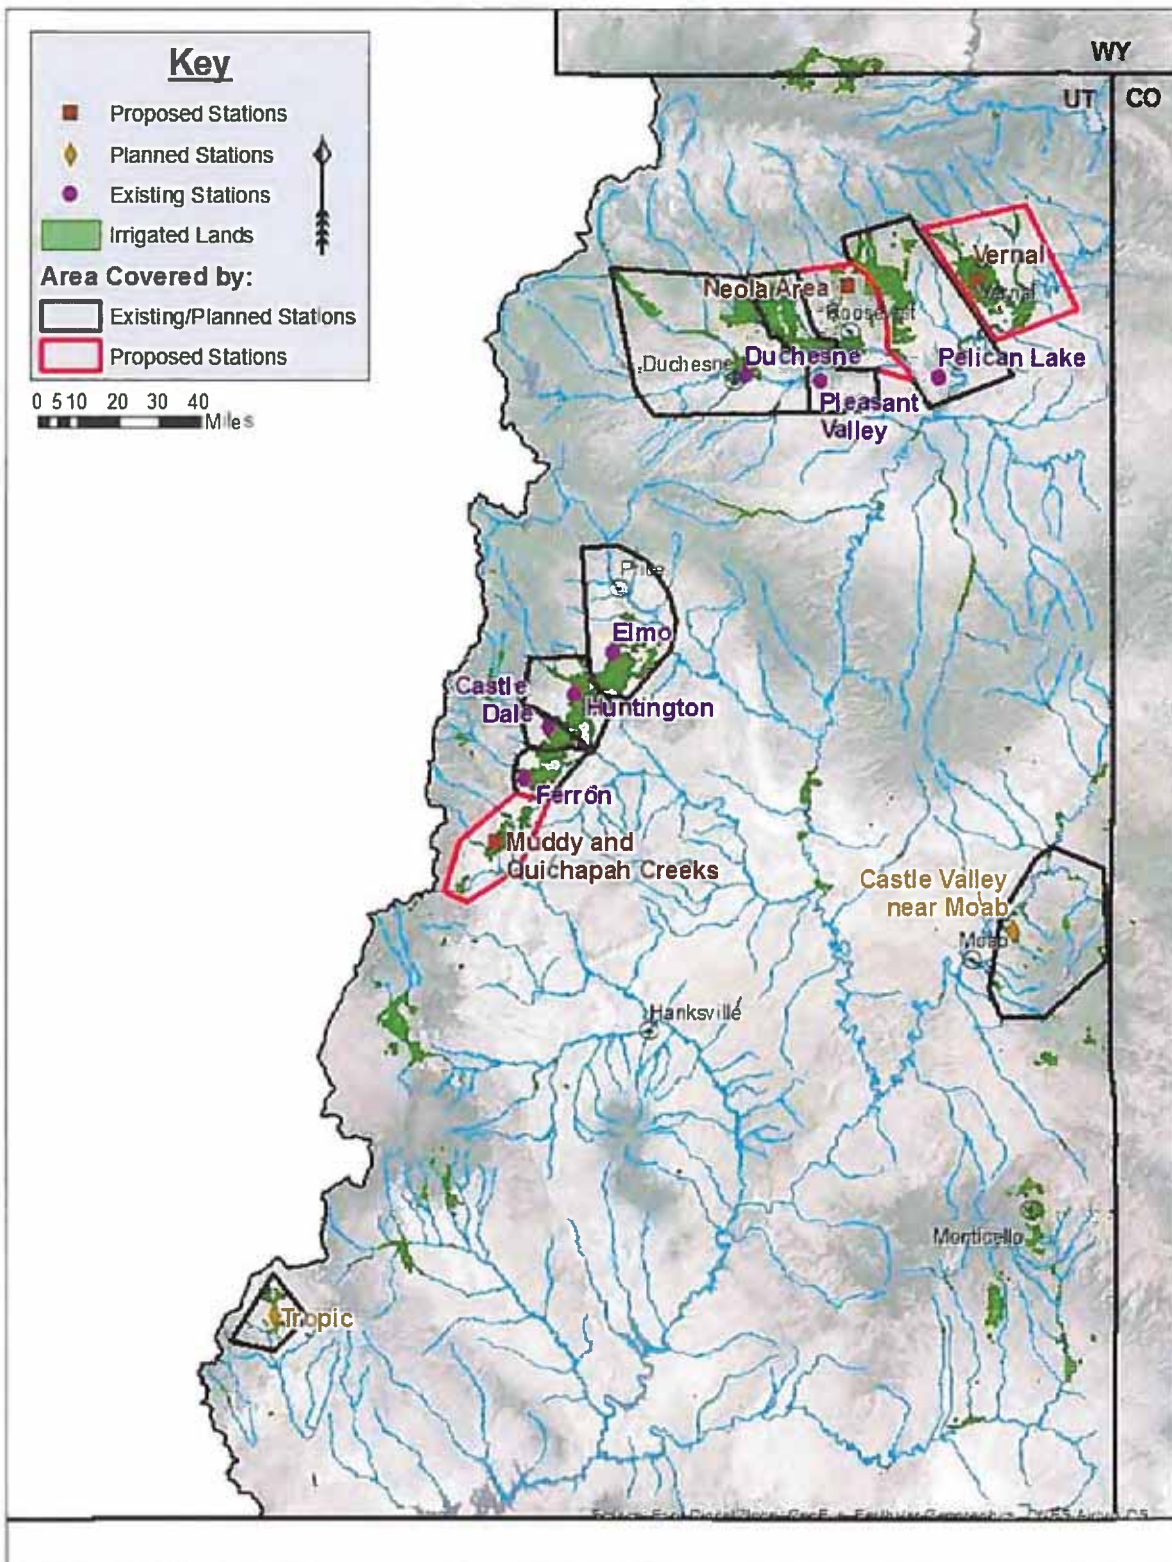 Key
Proposed Stations
Planned Stations
Existing Stations
Irrigated Lands
Area Covered by:
Existing/Planned Stations
Proposed Stations
0 5 10 20 30 40
Miles
WY
UT
CO
Vernal
Vernal
Neola Area
Roosevelt
Duchesne
Duchesne
Pelican Lake
Pleasant
Valley
Price
Elmo
Castle
Dale
Huntington
Ferron
Muddy and
Quichapah Creeks
Castle Valley
near Moab
Moab
Hanksville
Monticello
Tropic